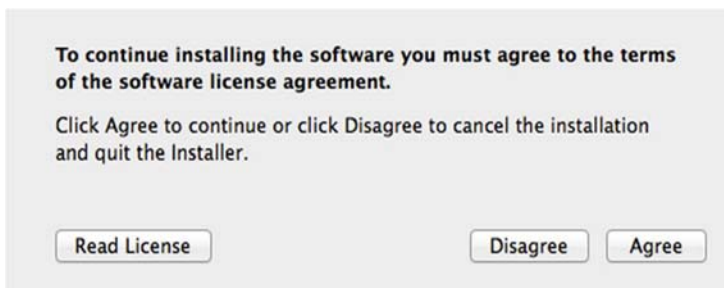 To continue installing the software you must agree to the terms
of the software license agreement.
Click Agree to continue or click Disagree to cancel the installation
and quit the Installer.
Read License
Disagree
Agree